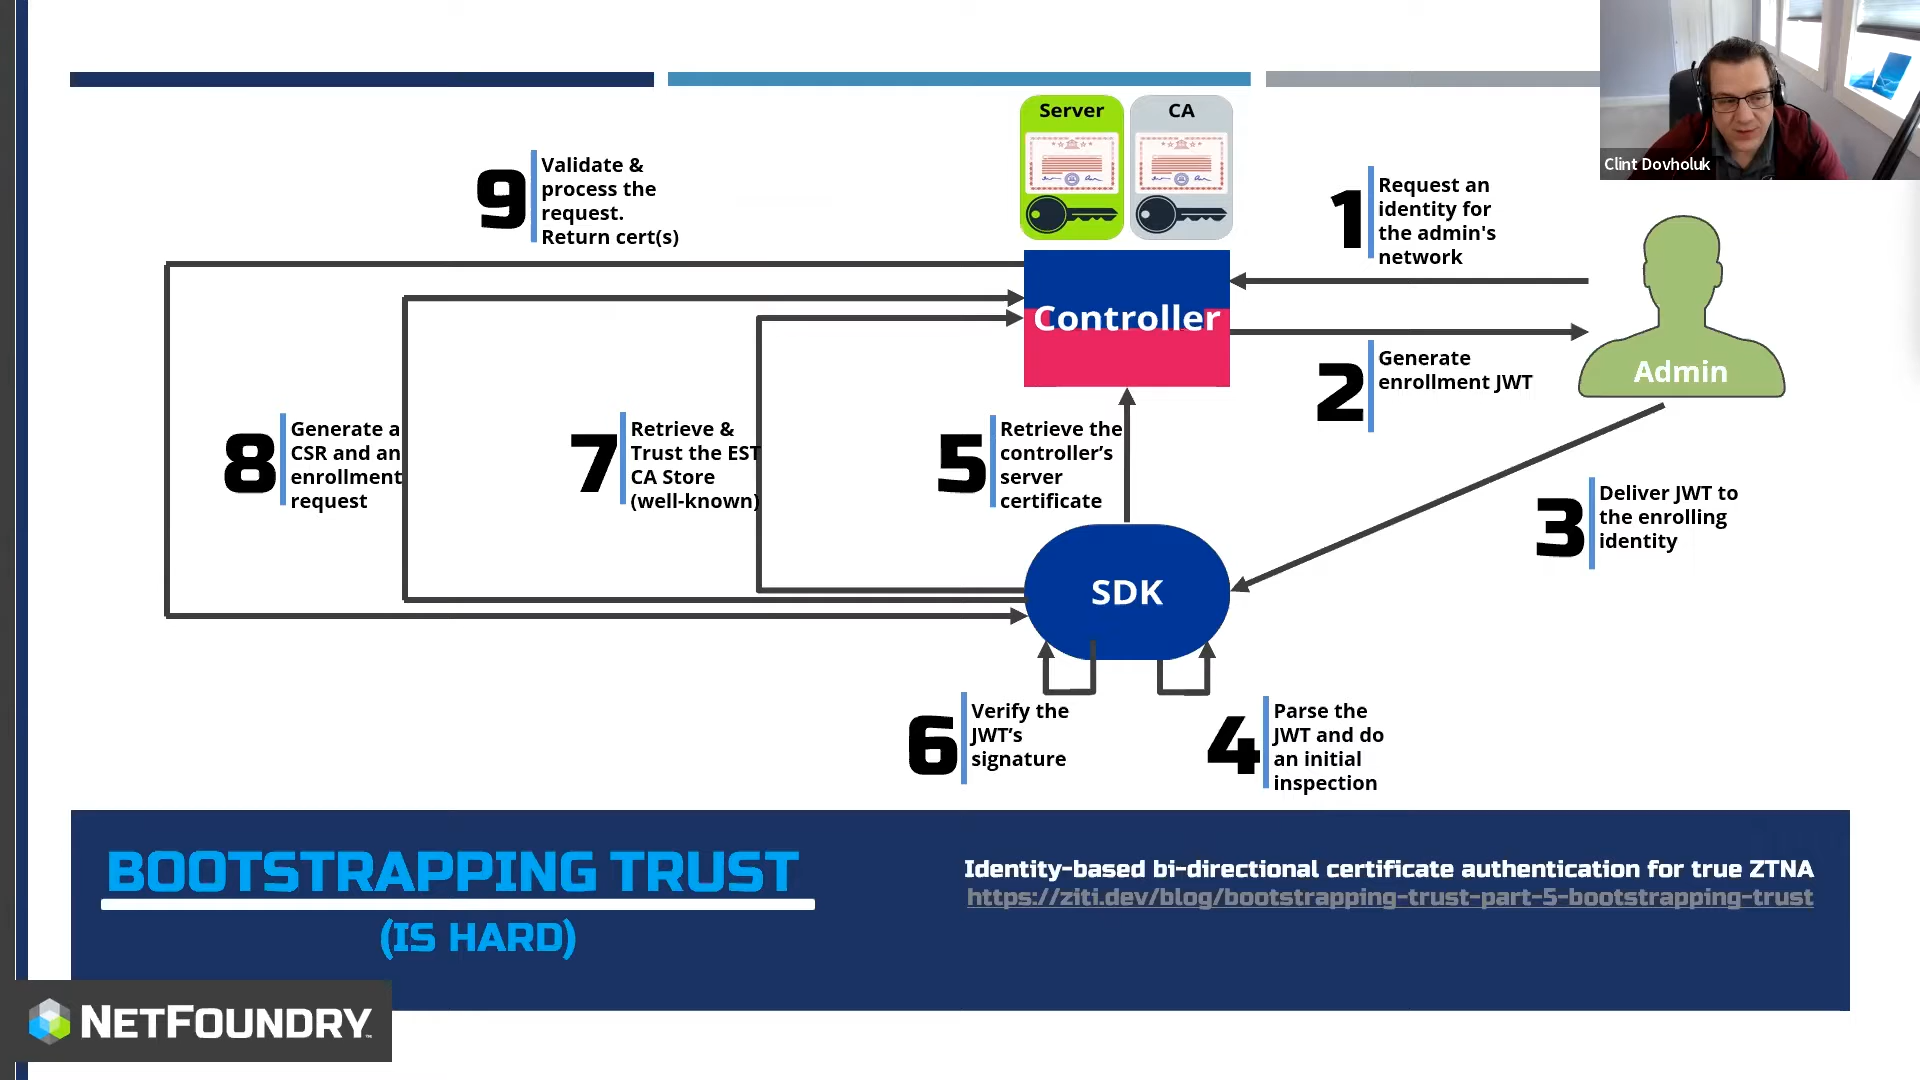 Server
CA
Clint Dovholuk
9
Validate &
process the
request.
Return cert(s)
1
Request an
identity for
the admin's
network
Controller
2
Generate
enrollment JWT
Admin
8
Generate a
CSR and an
enrollment
request
7
Retrieve &
Trust the EST
CA Store
(well-known)
5
Retrieve the
controller’s
server
certificate
3
Deliver JWT to
the enrolling
identity
SDK
6
Verify the
JWT’s
signature
4
Parse the
JWT and do
an initial
inspection
BOOTSTRAPPING TRUST
(IS HARD)
Identity-based bi-directional certificate authentication for true ZTNA
https://ziti.dev/blog/bootstrapping-trust-part-5-bootstrapping-trust
NETFOUNDRY™